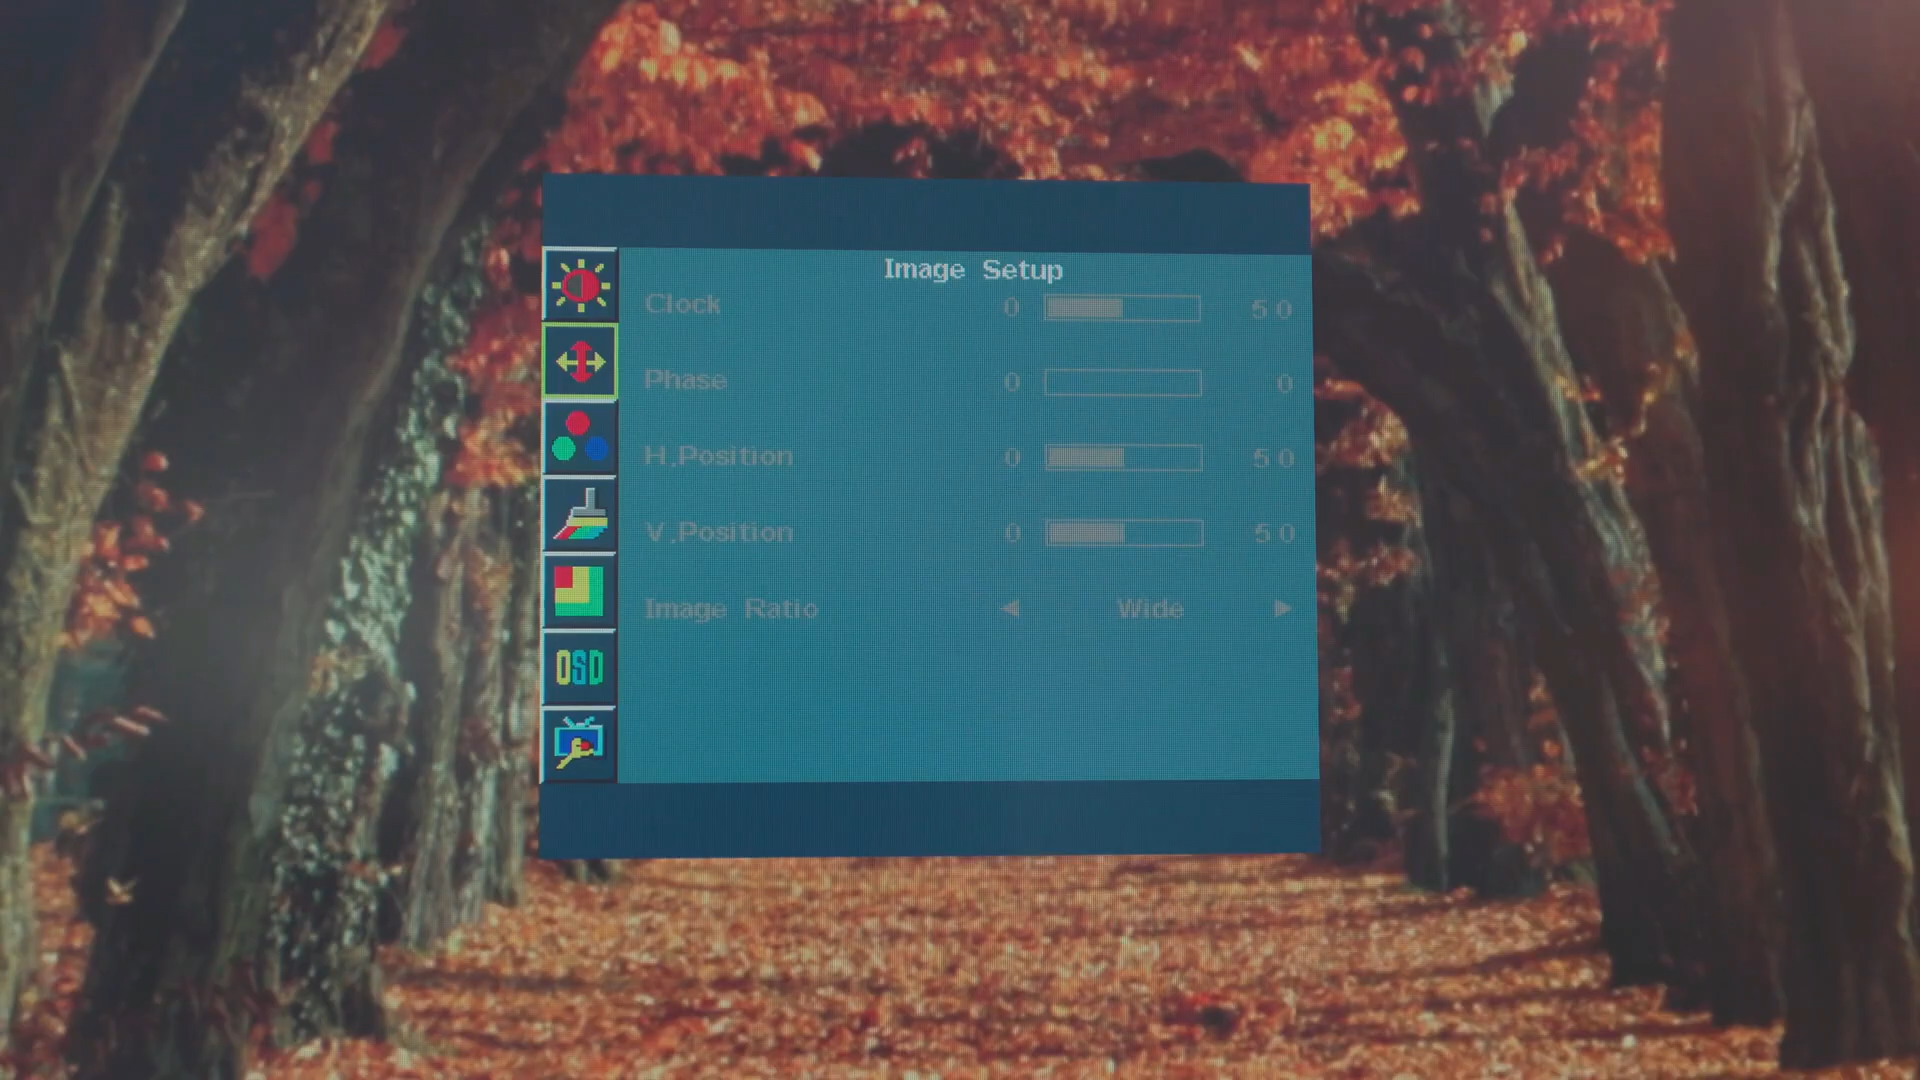 Image Setup
Clock 0 50
Phase 0 0
H.Position 0 50
V.Position 0 50
Image Ratio ◄ Wide ►
OSD